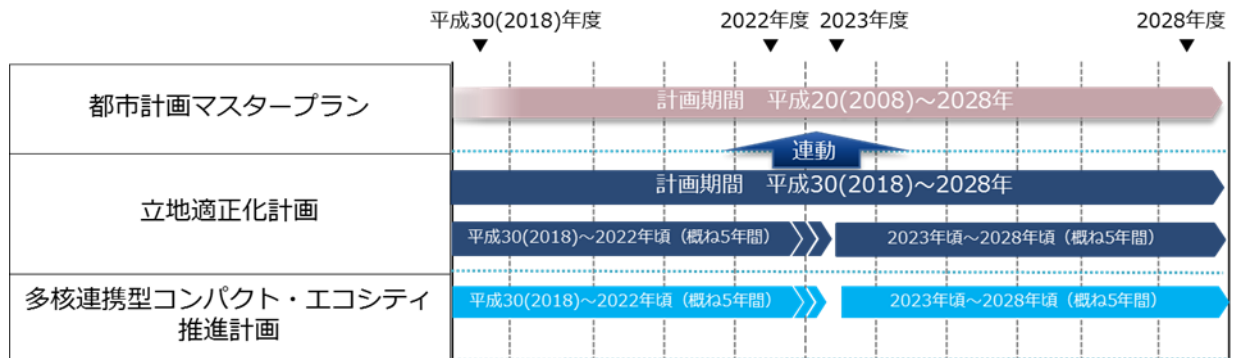 平成30(2018)年度
2022年度
2023年度
2028年度
都市計画マスタープラン
計画期間　平成20(2008)～2028年
連動
立地適正化計画
計画期間　平成30(2018)～2028年
平成30(2018)～2022年頃（概ね5年間）
2023年頃～2028年頃（概ね5年間）
多核連携型コンパクト・エコシティ
推進計画
平成30(2018)～2022年頃（概ね5年間）
2023年頃～2028年頃（概ね5年間）